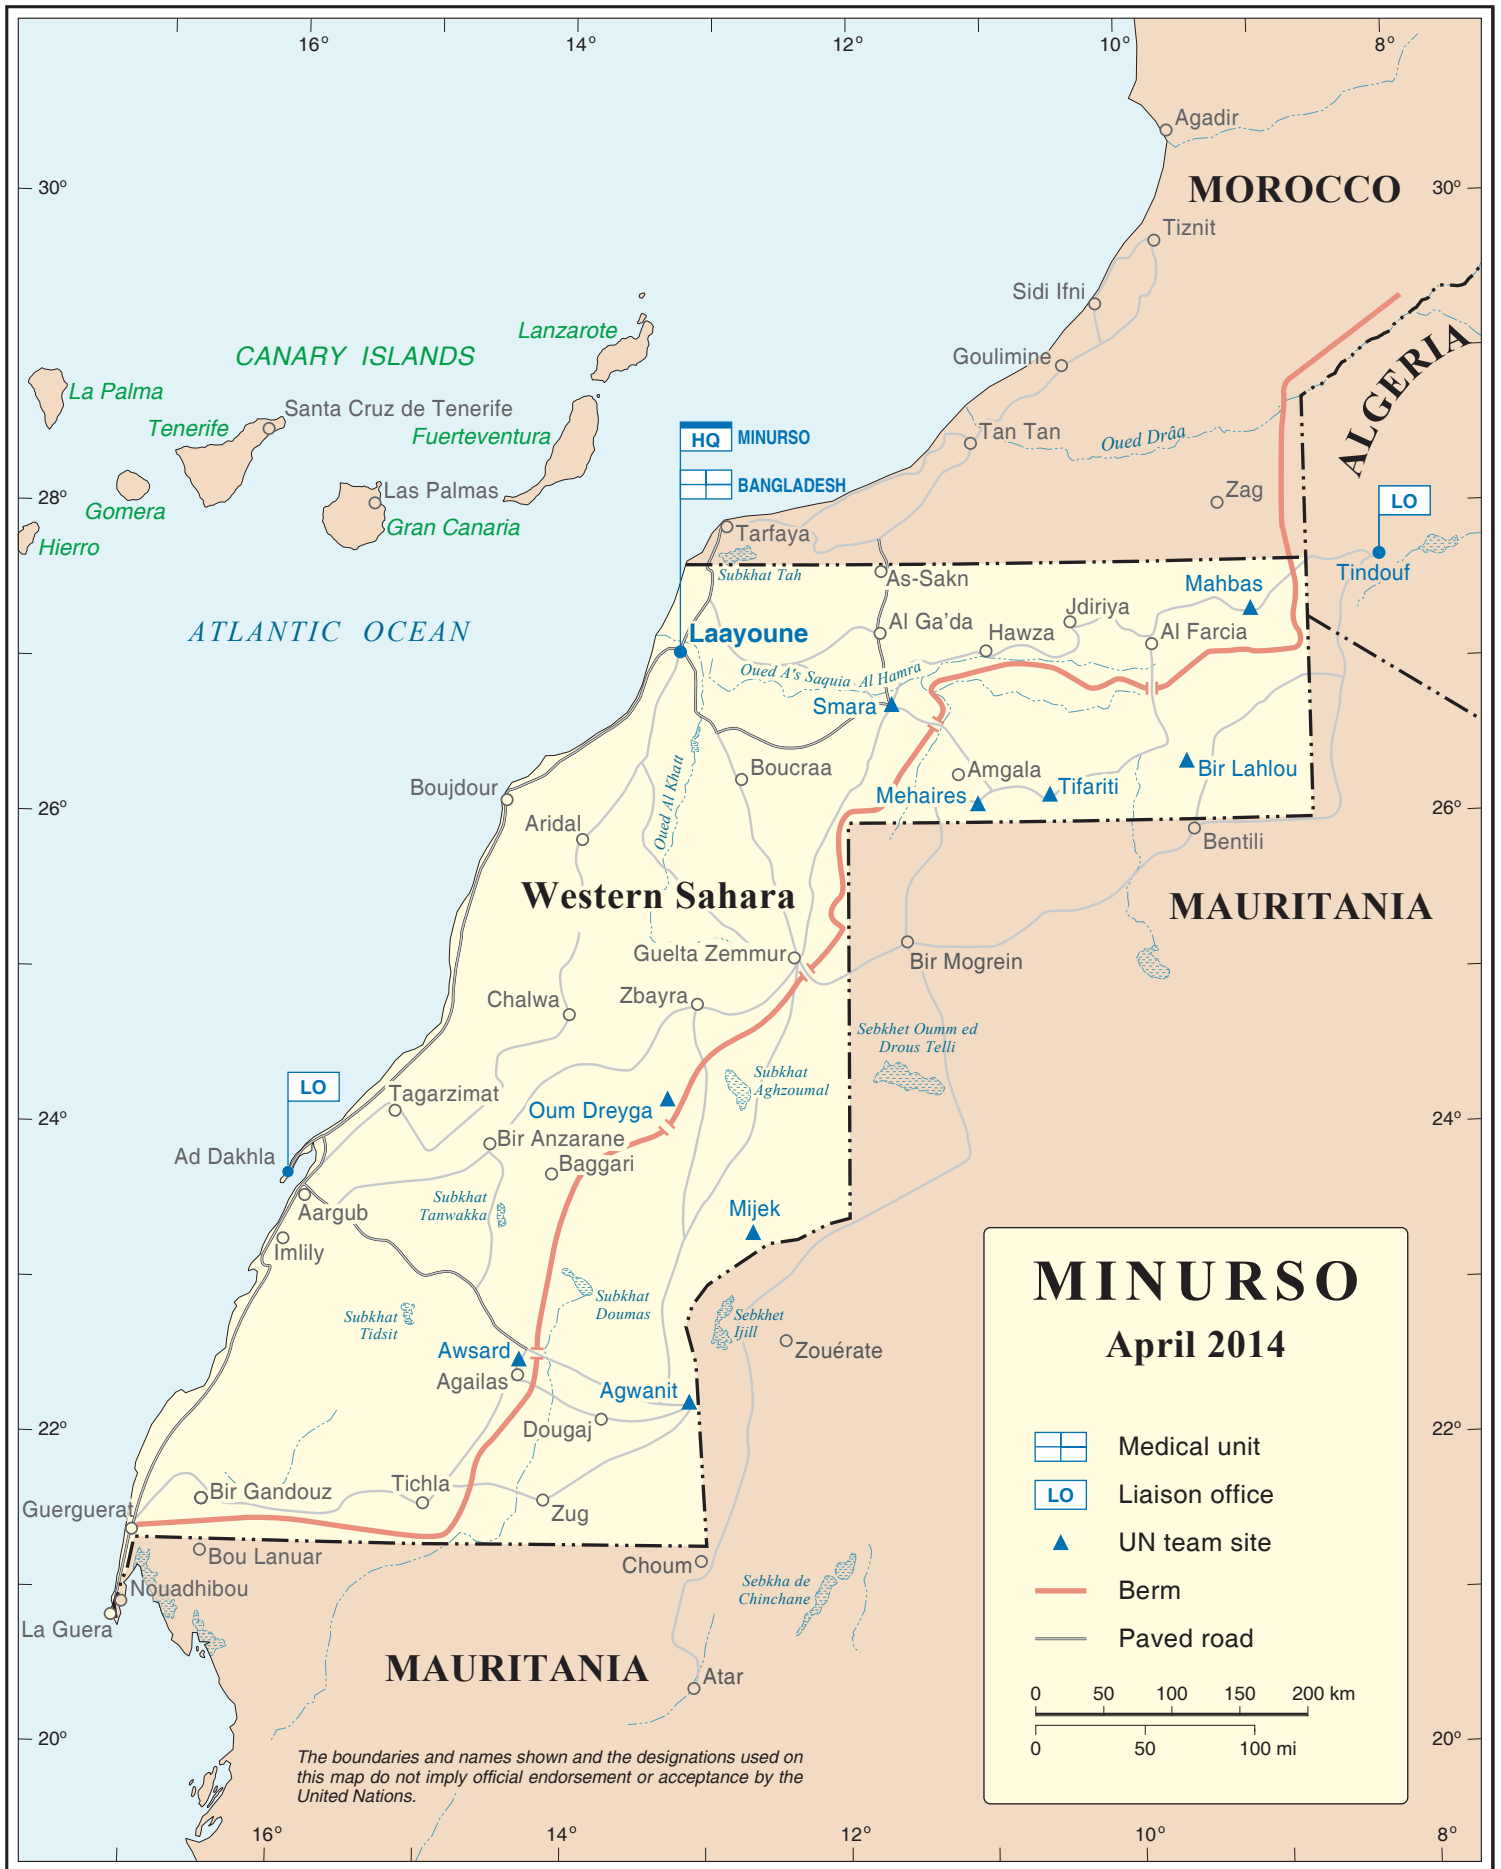 16° 14° 12° 10° 8°
Agadir
30° MOROCCO 30°
Tiznit
Sidi Ifni
Lanzarote
CANARY ISLANDS
Goulimine
ALGERIA
La Palma
Santa Cruz de Tenerife
Tenerife
Fuerteventura
HQ MINURSO
Tan Tan
Oued Drâa
BANGLADESH
28°
Las Palmas
Zag
LO
Gomera
Gran Canaria
Hierro
Tarfaya
Subkhat Tah
As-Sakn
Tindouf
Mahbas
Jdiriya
ATLANTIC OCEAN
Laayoune
Al Ga'da
Hawza
Al Farcia
Oued A's Saquia Al Hamra
Smara
Boucraa
Amgala
Bir Lahlou
Boujdour
Mehaires
Tifariti
Oued Al Khatt
26° 26°
Aridal
Bentili
Western Sahara
MAURITANIA
Guelta Zemmur
Bir Mogrein
Chalwa
Zbayra
Sebkhet Oumm ed
Drous Telli
Subkhat
Aghzoumal
LO
Tagarzimat
Oum Dreyga
24° 24°
Bir Anzarane
Ad Dakhla
Baggari
Subkhat
Tanwakka
Aargub
Mijek
Imlily
Subkhat
Doumas
Subkhat
Tidsit
Sebkhet
Ijill
Awsard
Zouérate
Agailas
Agwanit
22° 22°
Dougaj
Tichla
Bir Gandouz
Guerguerat
Zug
Bou Lanuar
Choum
Nouadhibou
Sebkha de
Chinchane
La Guera
MAURITANIA
Atar
20° 20°
The boundaries and names shown and the designations used on
this map do not imply official endorsement or acceptance by the
United Nations.
16° 14° 12° 10° 8°
MINURSO
April 2014
Medical unit
LO Liaison office
UN team site
Berm
Paved road
0 50 100 150 200 km
0 50 100 mi